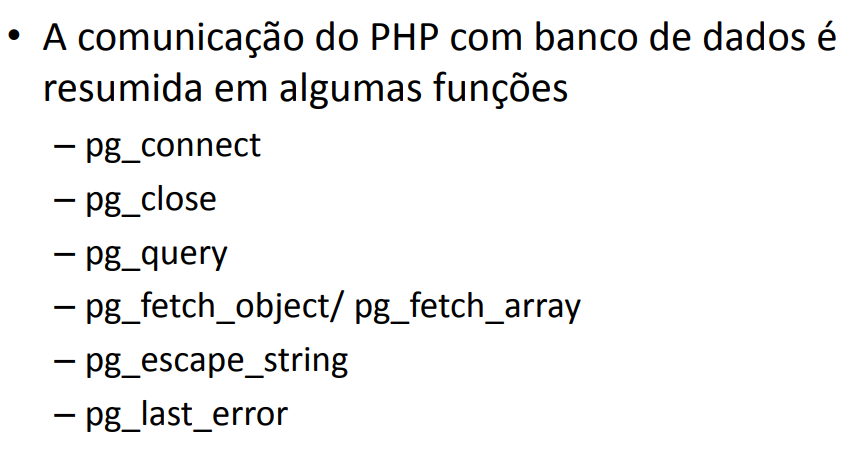 • A comunicação do PHP com banco de dados é
resumida em algumas funções
– pg_connect
– pg_close
– pg_query
– pg_fetch_object/ pg_fetch_array
– pg_escape_string
– pg_last_error